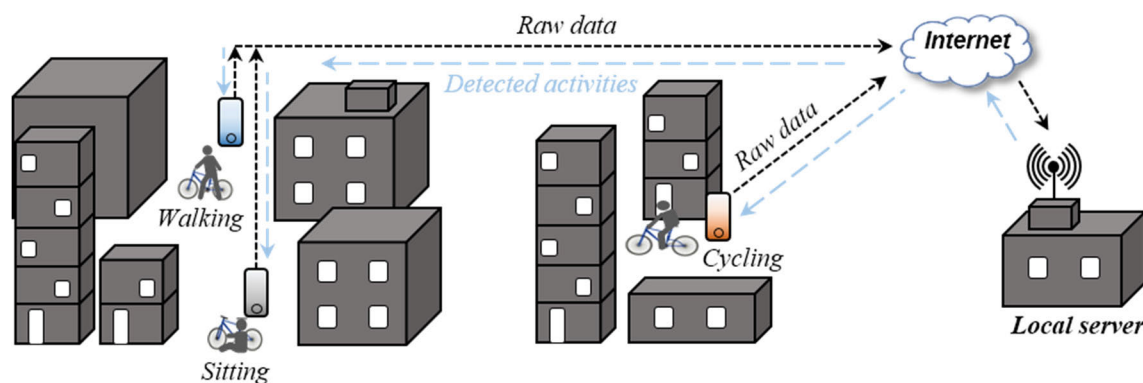 Raw data
Internet
Detected activities
Raw data
Walking
Cycling
Local server
Sitting